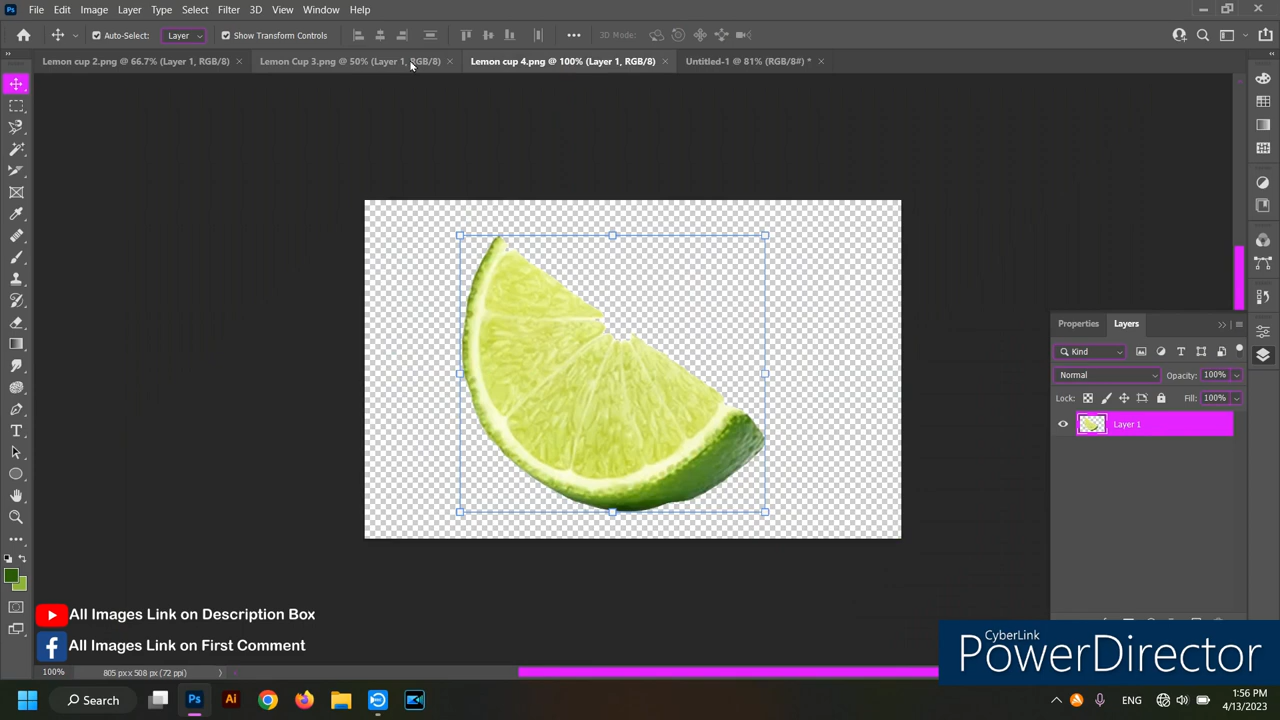 File Edit Image Layer Type Select Filter 3D View Window Help
Auto-Select: Layer Show Transform Controls 3D Mode:
Lemon cup 2.png @ 66.7% (Layer 1, RGB/8) Lemon Cup 3.png @ 50% (Layer 1, RGB/8) Lemon cup 4.png @ 100% (Layer 1, RGB/8) Untitled-1 @ 81% (RGB/8#) *
Properties Layers
Kind
Normal Opacity: 100%
Lock: Fill: 100%
Layer 1
All Images Link on Description Box
All Images Link on First Comment
CyberLink
PowerDirector
100% 805 px x 508 px (72 ppi)
Search
Ps Ai
ENG
1:56 PM
4/13/2023